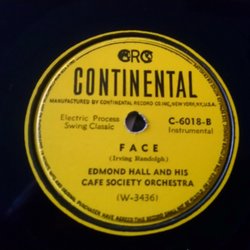 CRC
CONTINENTAL
MANUFACTURED BY CONTINENTAL RECORD CO. INC., NEW YORK, N.Y., U.S.A.
Electric Process
Swing Classic
C-6018-B
Instrumental
FACE
(Irving Randolph)
EDMOND HALL AND HIS
CAFE SOCIETY ORCHESTRA
(W-3436)